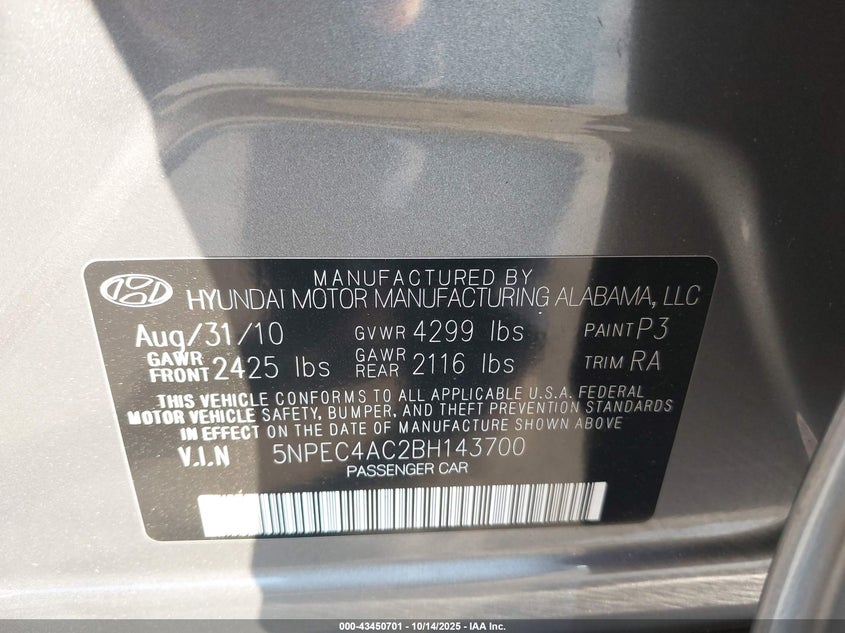 MANUFACTURED BY
HYUNDAI MOTOR MANUFACTURING ALABAMA, LLC
Aug/31/10 GVWR 4299 lbs PAINT P3
GAWR FRONT 2425 lbs GAWR REAR 2116 lbs TRIM RA
THIS VEHICLE CONFORMS TO ALL APPLICABLE U.S.A. FEDERAL
MOTOR VEHICLE SAFETY, BUMPER, AND THEFT PREVENTION STANDARDS
IN EFFECT ON THE DATE OF MANUFACTURE SHOWN ABOVE
V.I.N 5NPEC4AC2BH143700
PASSENGER CAR
000-43450701 - 10/14/2025 - IAA Inc.